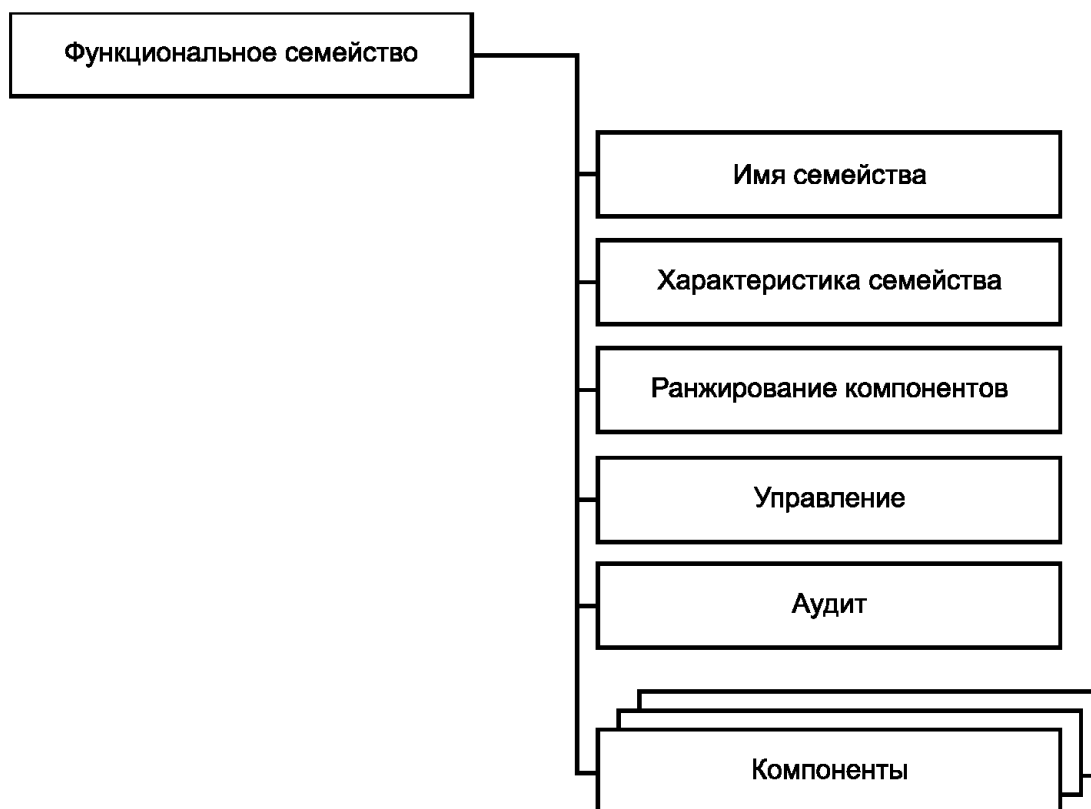 Функциональное семейство
Имя семейства
Характеристика семейства
Ранжирование компонентов
Управление
Аудит
Компоненты